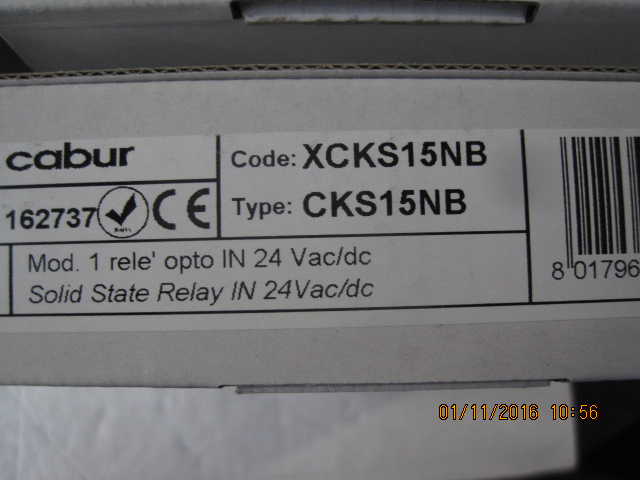 cabur
Code: XCKS15NB
162737 CE
Type: CKS15NB
Mod. 1 rele' opto IN 24 Vac/dc
Solid State Relay IN 24Vac/dc
8 01796
01/11/2016 10:56